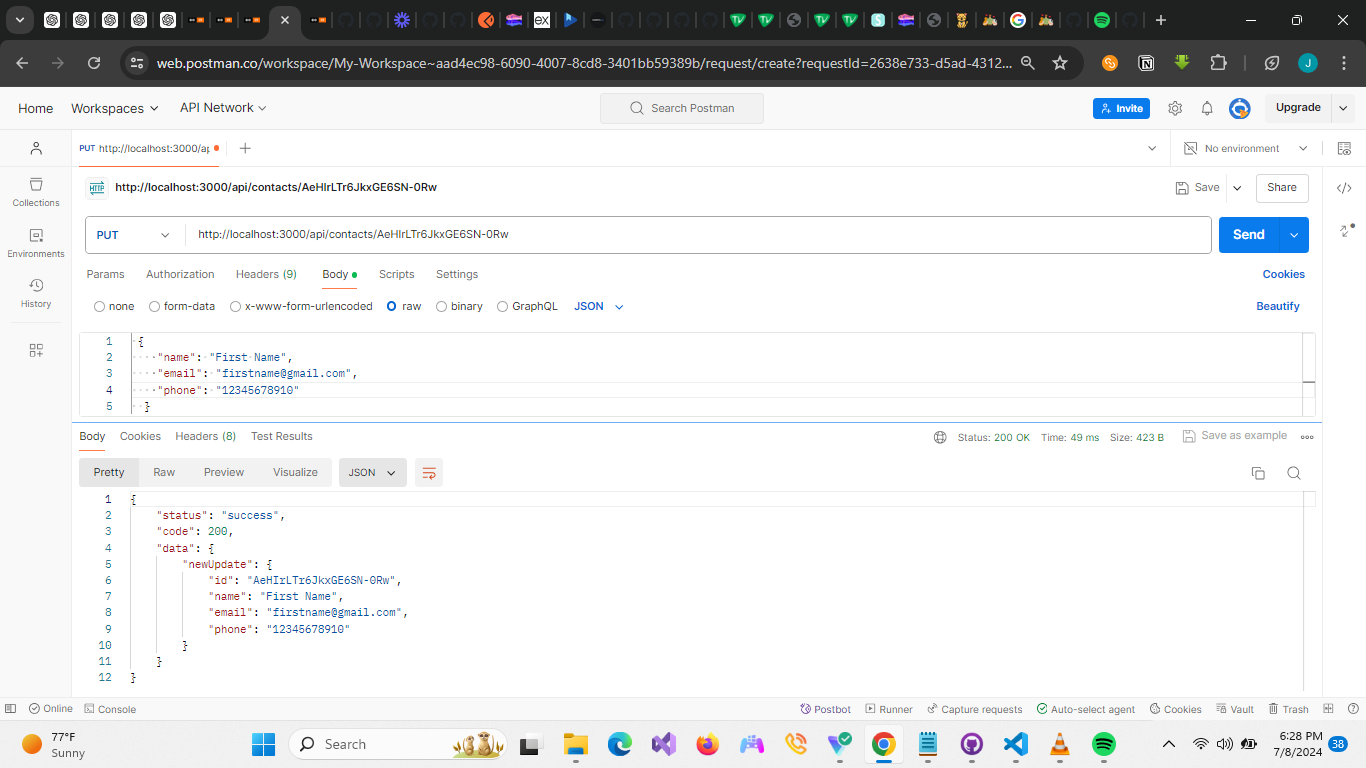 ex
web.postman.co/workspace/My-Workspace~aad4ec98-6090-4007-8cd8-3401bb59389b/request/create?requestId=2638e733-d5ad-4312...
J
Home Workspaces API Network Search Postman Invite Upgrade
PUT http://localhost:3000/ap No environment
HTTP http://localhost:3000/api/contacts/AeHIrLTr6JkxGE6SN-0Rw Save Share
Collections
PUT http://localhost:3000/api/contacts/AeHIrLTr6JkxGE6SN-0Rw Send
Environments
Params Authorization Headers (9) Body Scripts Settings Cookies
History
none form-data x-www-form-urlencoded raw binary GraphQL JSON Beautify
1 {
2 "name": "First Name",
3 "email": "firstname@gmail.com",
4 "phone": "12345678910"
5 }
Body Cookies Headers (8) Test Results Status: 200 OK Time: 49 ms Size: 423 B Save as example
Pretty Raw Preview Visualize JSON
1 {
2 "status": "success",
3 "code": 200,
4 "data": {
5 "newUpdate": {
6 "id": "AeHIrLTr6JkxGE6SN-0Rw",
7 "name": "First Name",
8 "email": "firstname@gmail.com",
9 "phone": "12345678910"
10 }
11 }
12 }
Online Console Postbot Runner Capture requests Auto-select agent Cookies Vault Trash
77°F
Sunny
Search
6:28 PM
7/8/2024
38